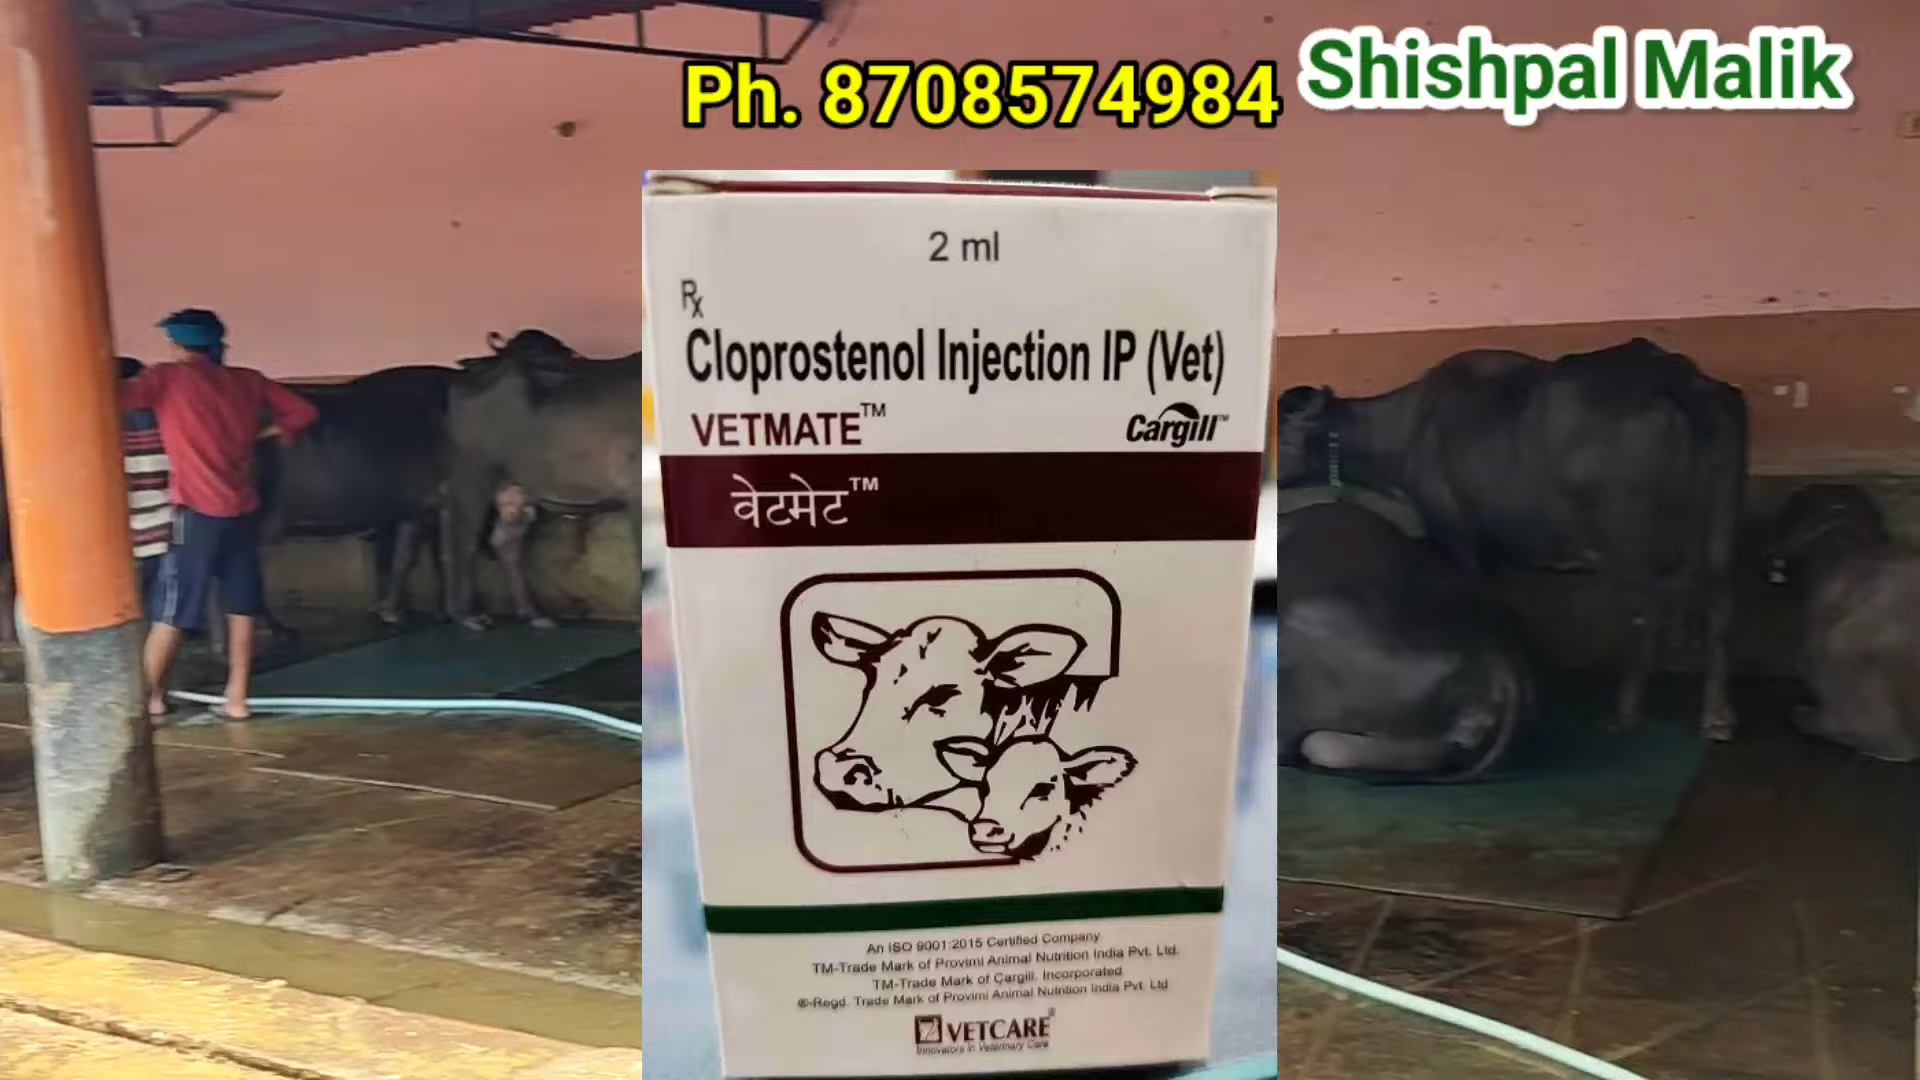 Ph. 8708574984
Shishpal Malik
2 ml
Rx
Cloprostenol Injection IP (Vet)
VETMATE™
Cargill™
वेटमेट™
An ISO 9001:2015 Certified Company
TM-Trade Mark of Provimi Animal Nutrition India Pvt. Ltd.
TM-Trade Mark of Cargill, Incorporated
®-Regd. Trade Mark of Provimi Animal Nutrition India Pvt. Ltd
VETCARE®
Innovators in Veterinary Care